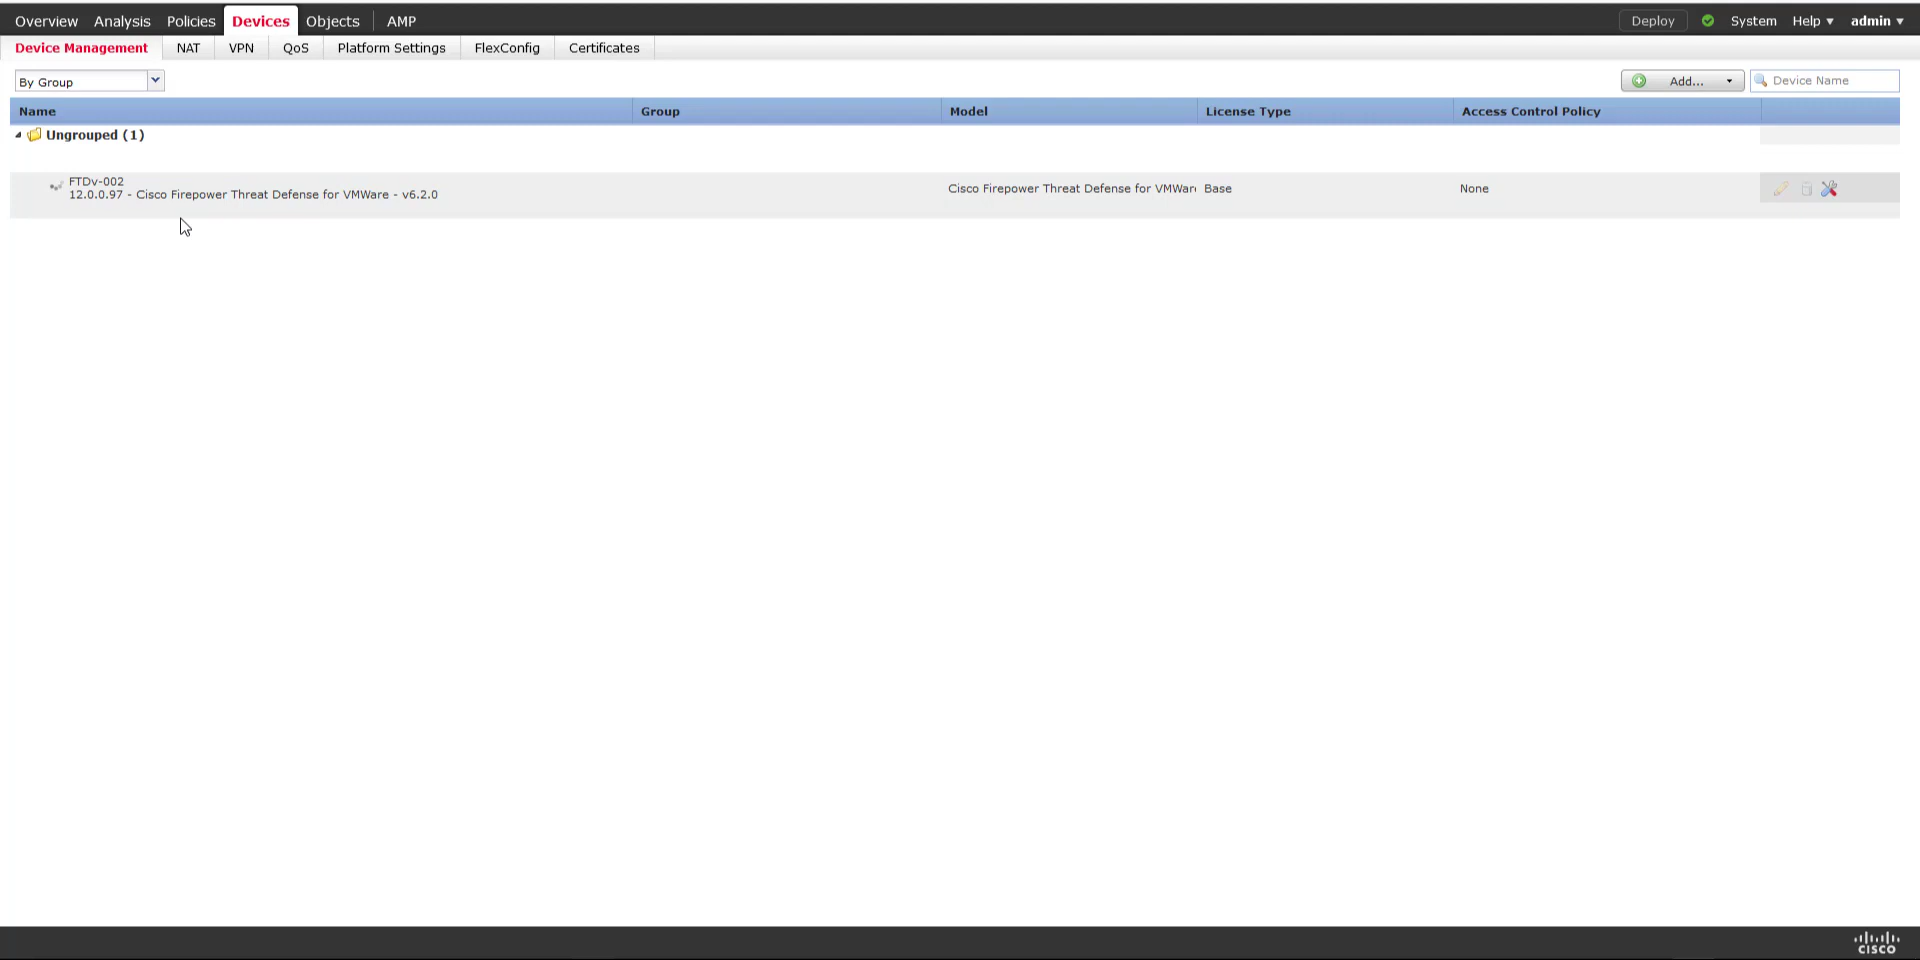 Overview Analysis Policies Devices Objects AMP Deploy System Help admin
Device Management NAT VPN QoS Platform Settings FlexConfig Certificates
By Group Add... Device Name
Name Group Model License Type Access Control Policy
Ungrouped (1)
FTDv-002
12.0.0.97 - Cisco Firepower Threat Defense for VMWare - v6.2.0
Cisco Firepower Threat Defense for VMWar Base None
cisco